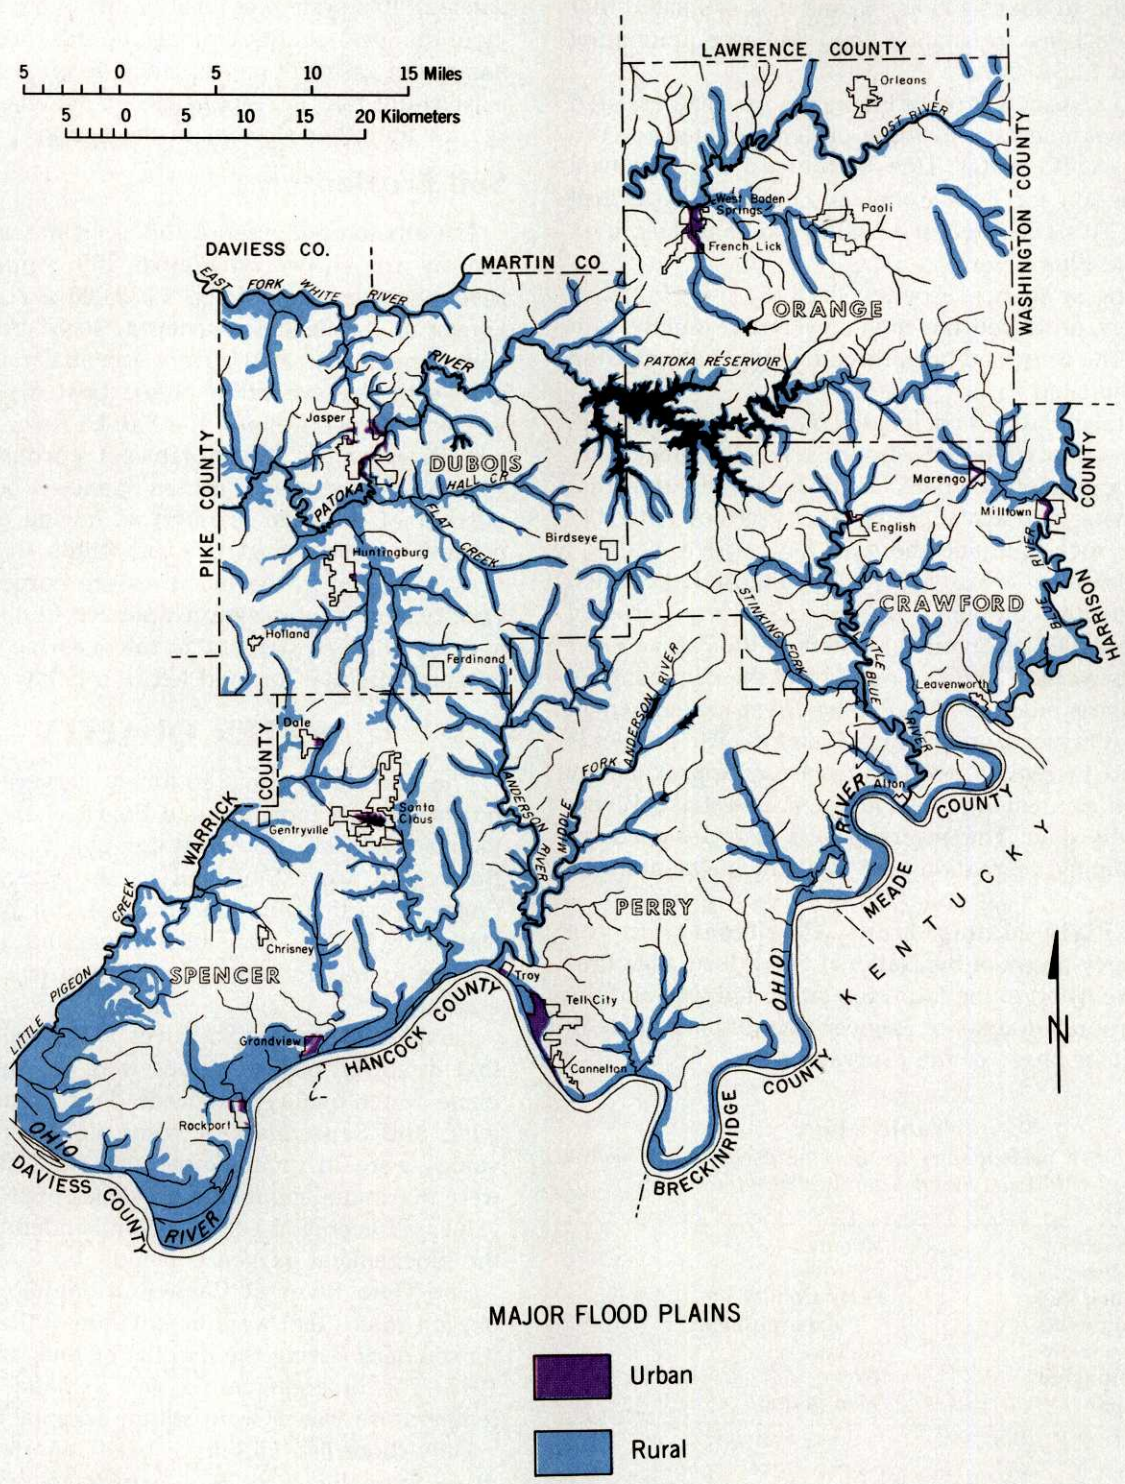 LAWRENCE COUNTY
5 0 5 10 15 Miles
5 0 5 10 15 20 Kilometers
Orleans
LOST RIVER
WASHINGTON COUNTY
West Baden
Springs
Paoli
French Lick
DAVIESS CO.
MARTIN CO
EAST FORK WHITE RIVER
ORANGE
RIVER
PATOKA RESERVOIR
Jasper
DUBOIS
PIKE COUNTY
PATOKA
HALL CR
FLAT CREEK
Birdseye
Huntingburg
Holland
Ferdinand
Marengo
Milltown
COUNTY
English
RIVER
BLUE
HARRISON
CRAWFORD
STINKING FORK
LITTLE BLUE
RIVER
Leavenworth
Dale
COUNTY
WARRICK
Gentryville
Santa
Claus
ANDERSON RIVER
MIDDLE FORK ANDERSON RIVER
Alton
RIVER
COUNTY
MEADE
KENTUCKY
PERRY
CREEK
Chrisney
SPENCER
PIGEON
LITTLE
Troy
Tell City
OHIO
HANCOCK COUNTY
Grandview
Cannelton
COUNTY
BRECKINRIDGE
Rockport
OHIO
DAVIESS COUNTY
RIVER
N
MAJOR FLOOD PLAINS
Urban
Rural